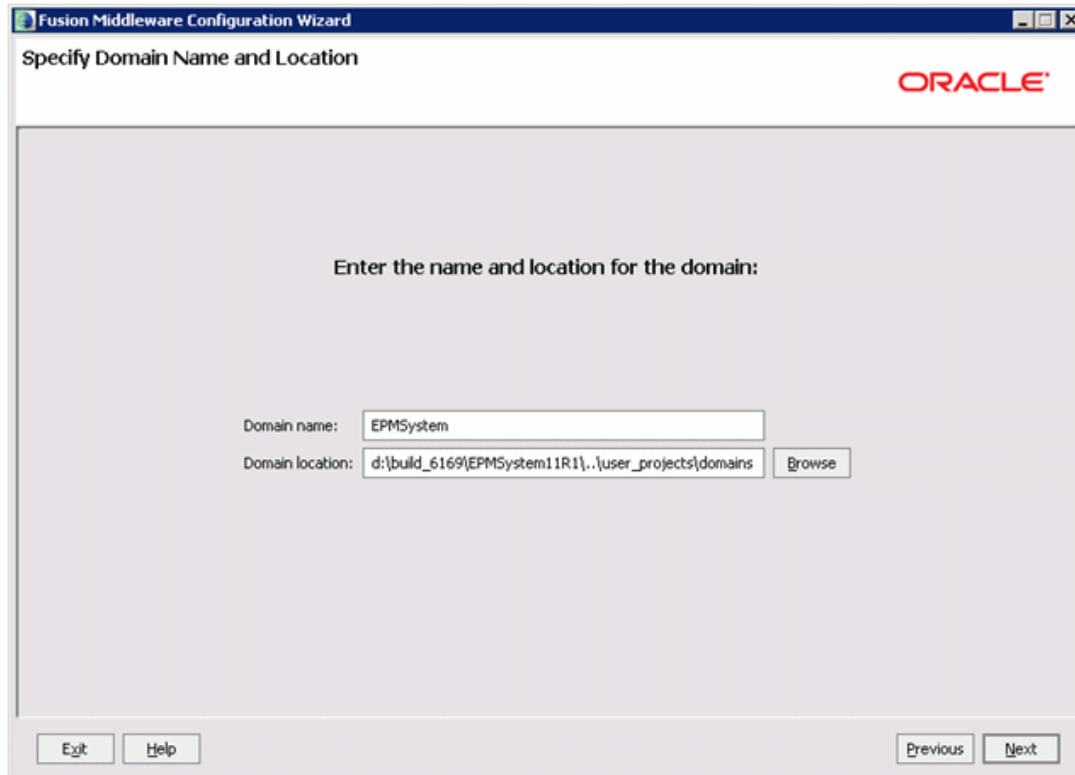 Fusion Middleware Configuration Wizard
Specify Domain Name and Location
ORACLE
Enter the name and location for the domain:
Domain name: EPMSystem
Domain location: d:\build_6169\EPMSystem11R1\..\user_projects\domains Browse
Exit Help Previous Next